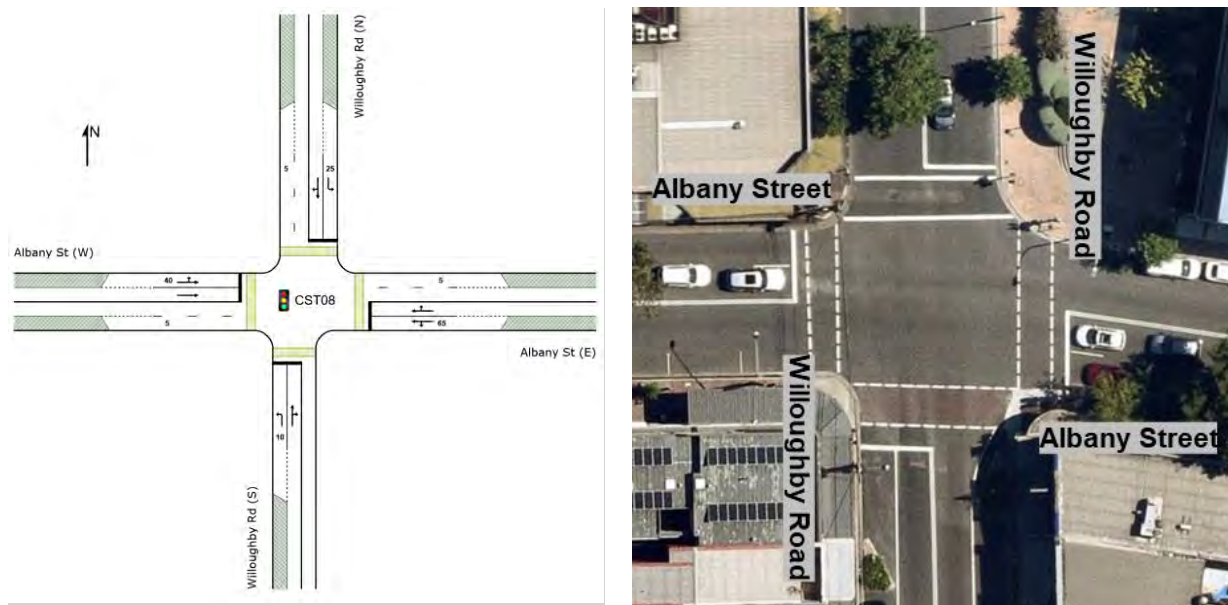 Willoughby Rd (N)
N
5
25
Albany St (W)
40
5
5
65
CST08
Albany St (E)
10
Willoughby Rd (S)
Willoughby Road
Albany Street
Willoughby Road
Albany Street